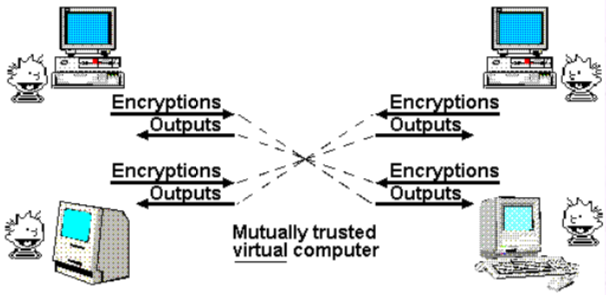 Encryptions Encryptions
Outputs Outputs
Encryptions Encryptions
Outputs Outputs
Mutually trusted
virtual computer